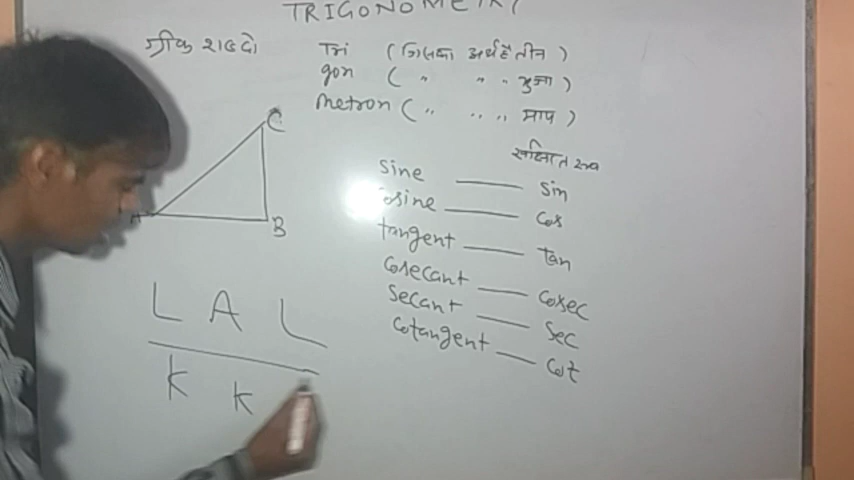 TRIGONOMETRY
ग्रीक शब्दो
Tri (जिसका अर्थ है तीन)
gon ( " " " भुजा )
Metron ( " " " माप )
संक्षिप्त रूप
C
A
B
sine — sin
cosine — cos
tangent — tan
cosecant — cosec
secant — sec
cotangent — cot
L A L
K K